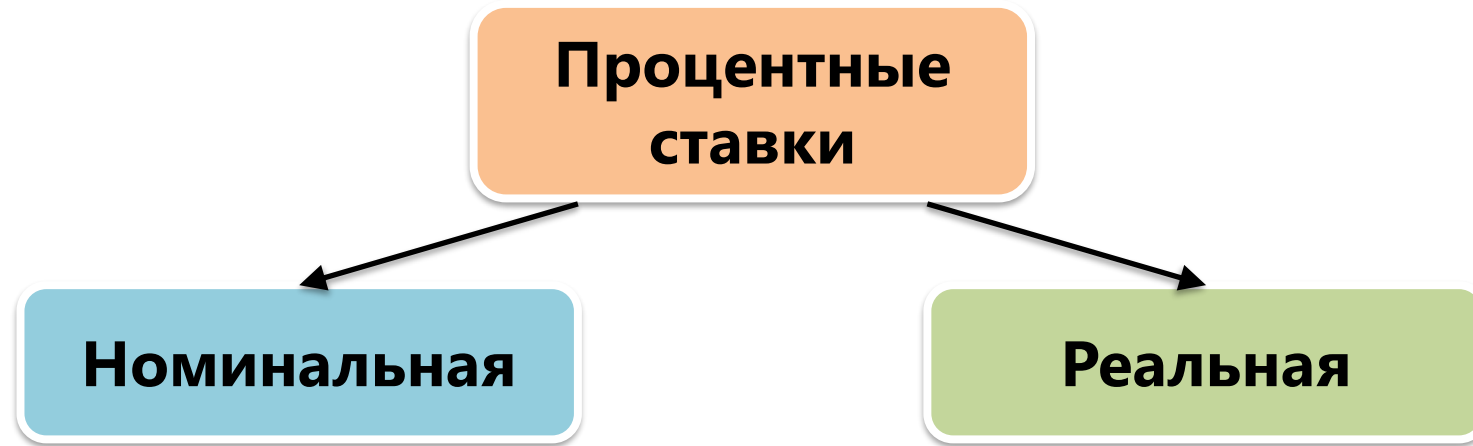 Процентные
ставки
Номинальная
Реальная